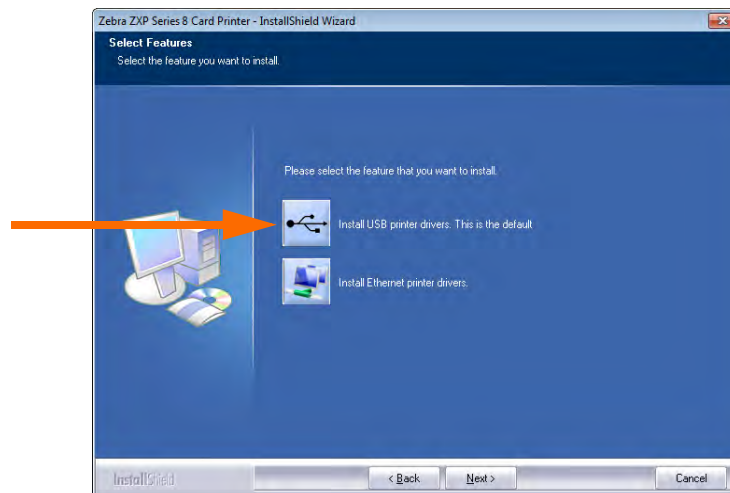 Zebra ZXP Series 8 Card Printer - InstallShield Wizard
Select Features
Select the feature you want to install.
Please select the feature that you want to install.
Install USB printer drivers. This is the default
Install Ethernet printer drivers.
InstallShield
< Back
Next >
Cancel